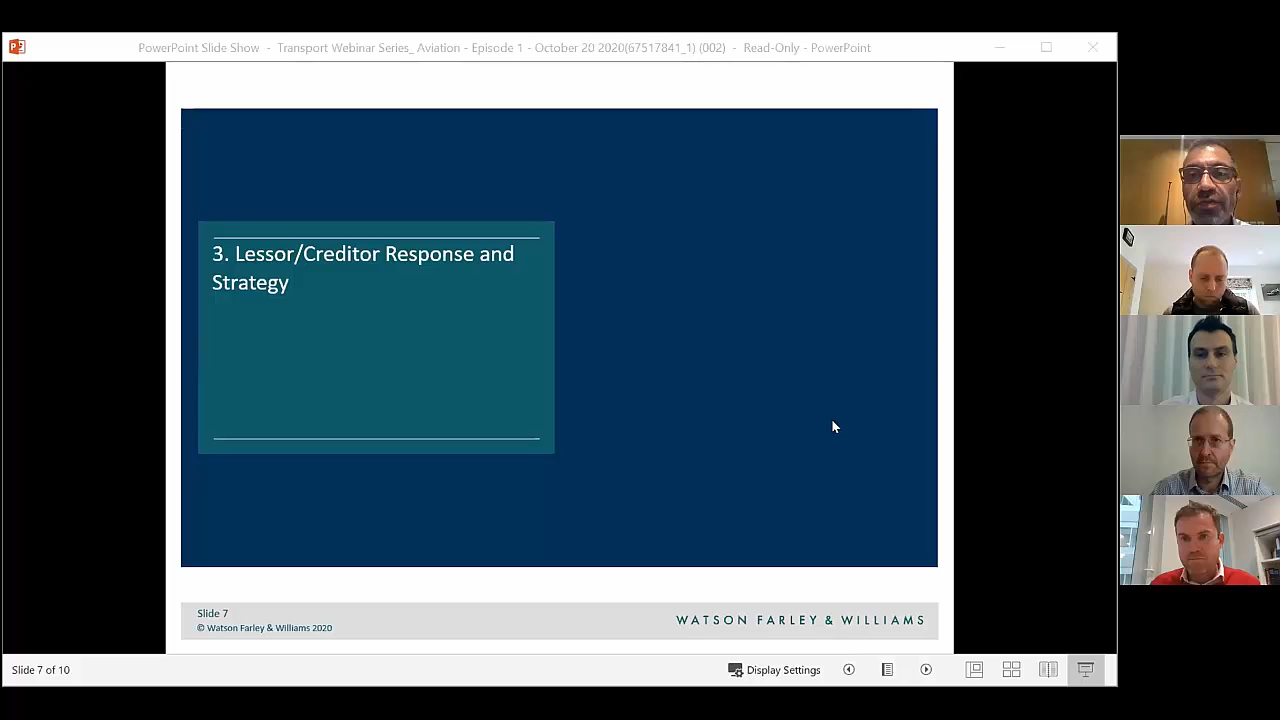 PowerPoint Slide Show - Transport Webinar Series_ Aviation - Episode 1 - October 20 2020(67517841_1) (002) - Read-Only - PowerPoint
3. Lessor/Creditor Response and
Strategy
Slide 7
© Watson Farley & Williams 2020
WATSON FARLEY & WILLIAMS
Slide 7 of 10
Display Settings